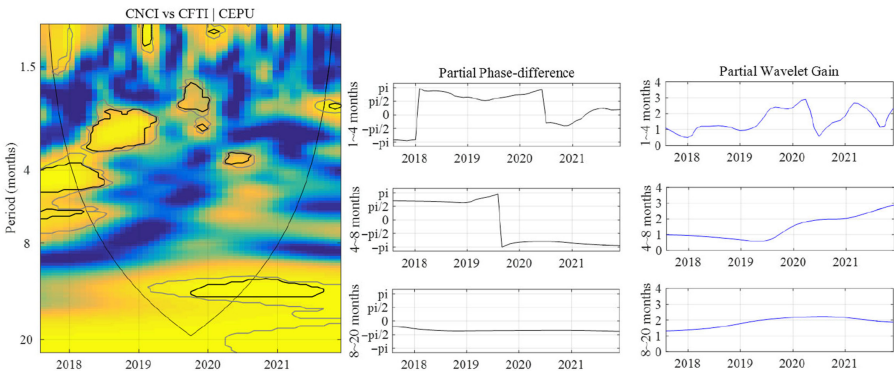 CNCI vs CFTI | CEPU
1.5
4
8
20
Period (months)
2018 2019 2020 2021
Partial Phase-difference
pi
pi/2
0
−pi/2
−pi
1~4 months
2018 2019 2020 2021
pi
pi/2
0
−pi/2
−pi
4~8 months
2018 2019 2020 2021
pi
pi/2
0
−pi/2
−pi
8~20 months
2018 2019 2020 2021
Partial Wavelet Gain
4
3
2
1
0
1~4 months
2018 2019 2020 2021
4
3
2
1
0
4~8 months
2018 2019 2020 2021
4
3
2
1
0
8~20 months
2018 2019 2020 2021